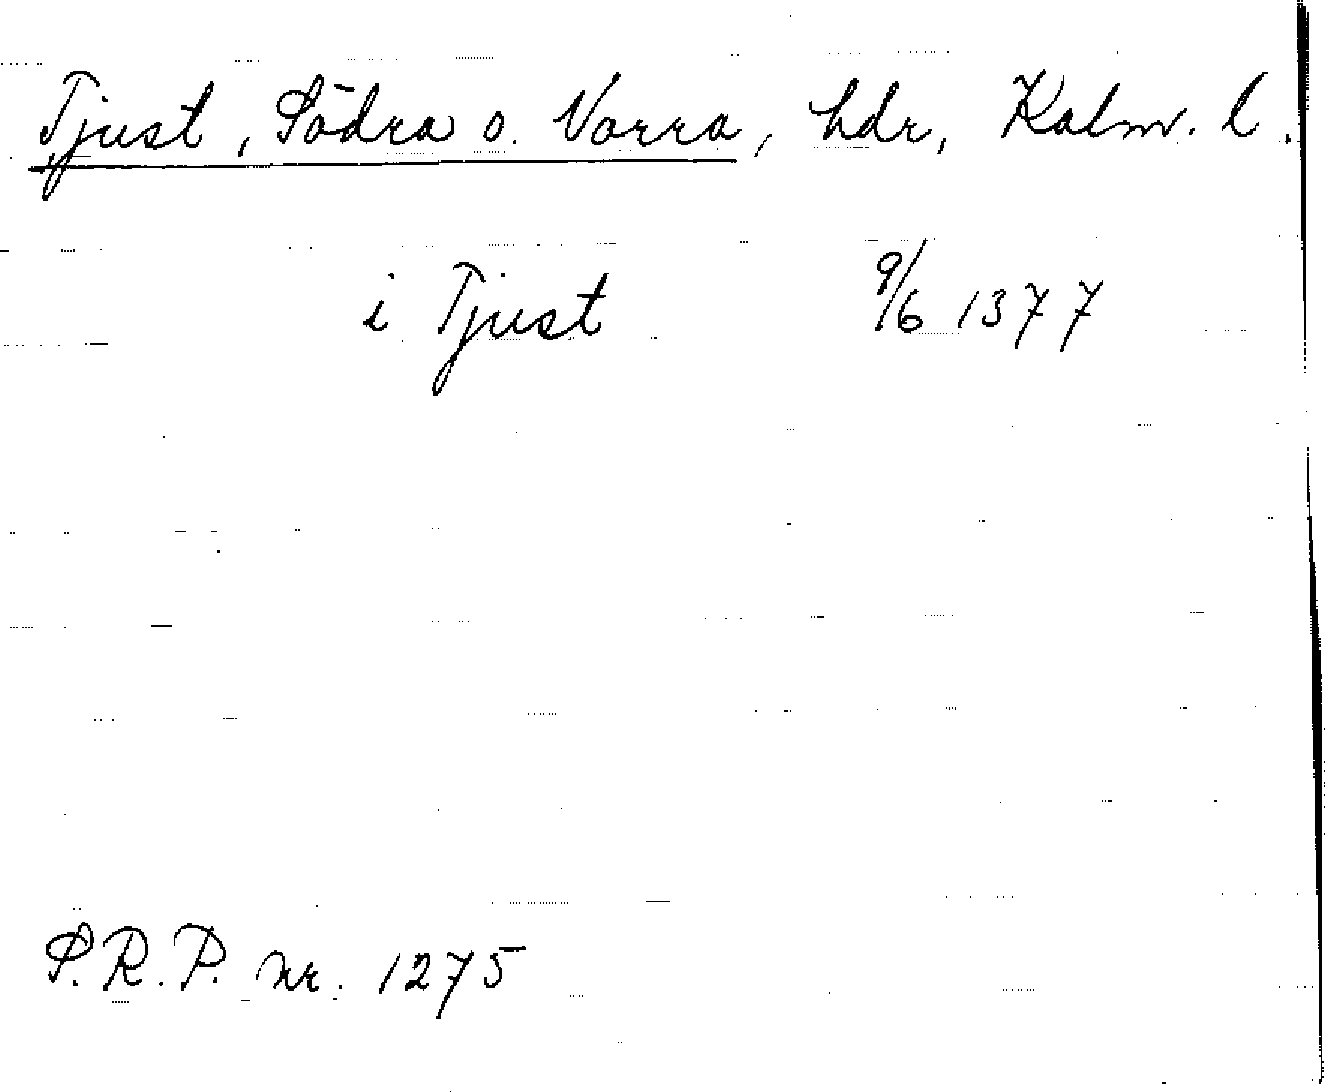 Tjust, Södra o. Norra, hdr, Kalm. l.
i Tjust 9/6 1377
S.R.P. nr. 1275